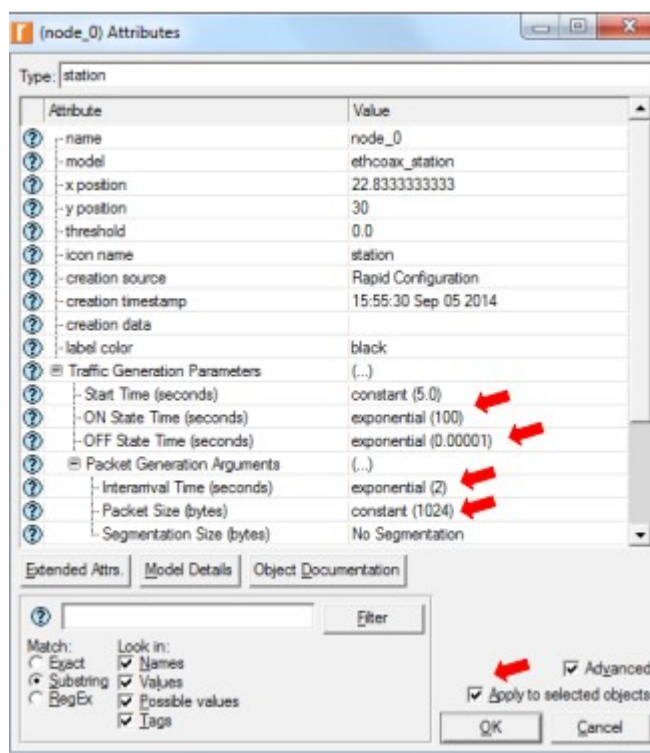 (node_0) Attributes
Type: station
Attribute Value
name node_0
model ethcoax_station
x position 22.8333333333
y position 30
threshold 0.0
icon name station
creation source Rapid Configuration
creation timestamp 15:55:30 Sep 05 2014
creation data
label color black
Traffic Generation Parameters (...)
Start Time (seconds) constant (5.0)
ON State Time (seconds) exponential (100)
OFF State Time (seconds) exponential (0.00001)
Packet Generation Arguments (...)
Interarrival Time (seconds) exponential (2)
Packet Size (bytes) constant (1024)
Segmentation Size (bytes) No Segmentation
Extended Attrs. Model Details Object Documentation
Filter
Match: Look in:
Exact Names
Substring Values
RegEx Possible values
Tags
Advanced
Apply to selected objects
OK Cancel